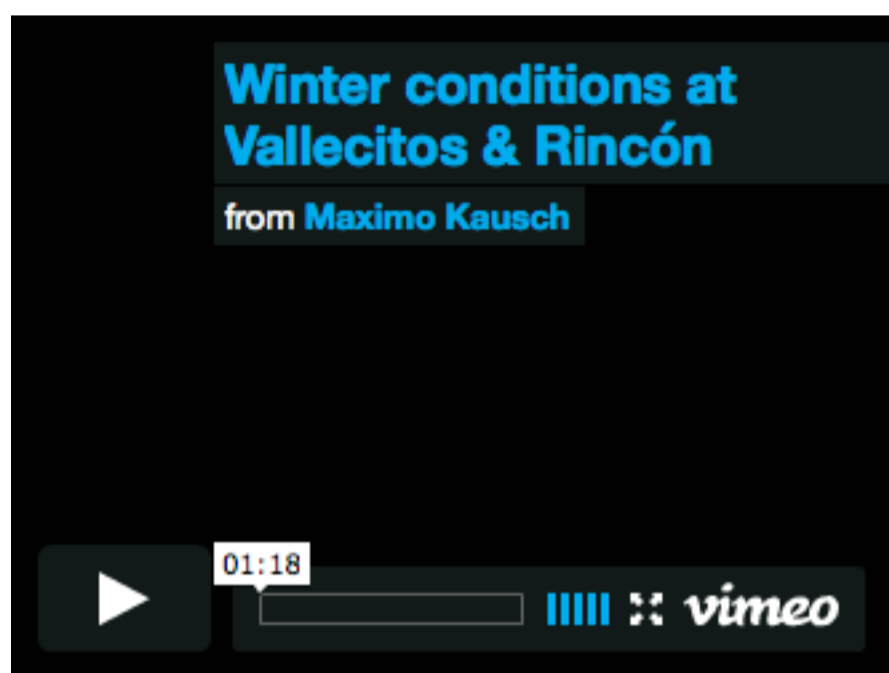 Winter conditions at
Vallecitos & Rincón
from Maximo Kausch
01:18
vimeo